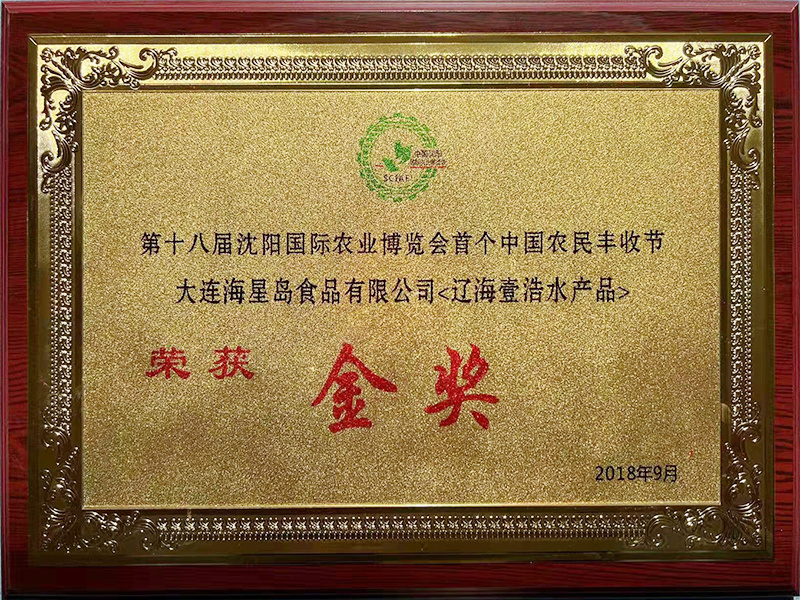 第十八届沈阳国际农业博览会首个中国农民丰收节
大连海星岛食品有限公司<辽海壹浩水产品>
荣获 金奖
2018年9月